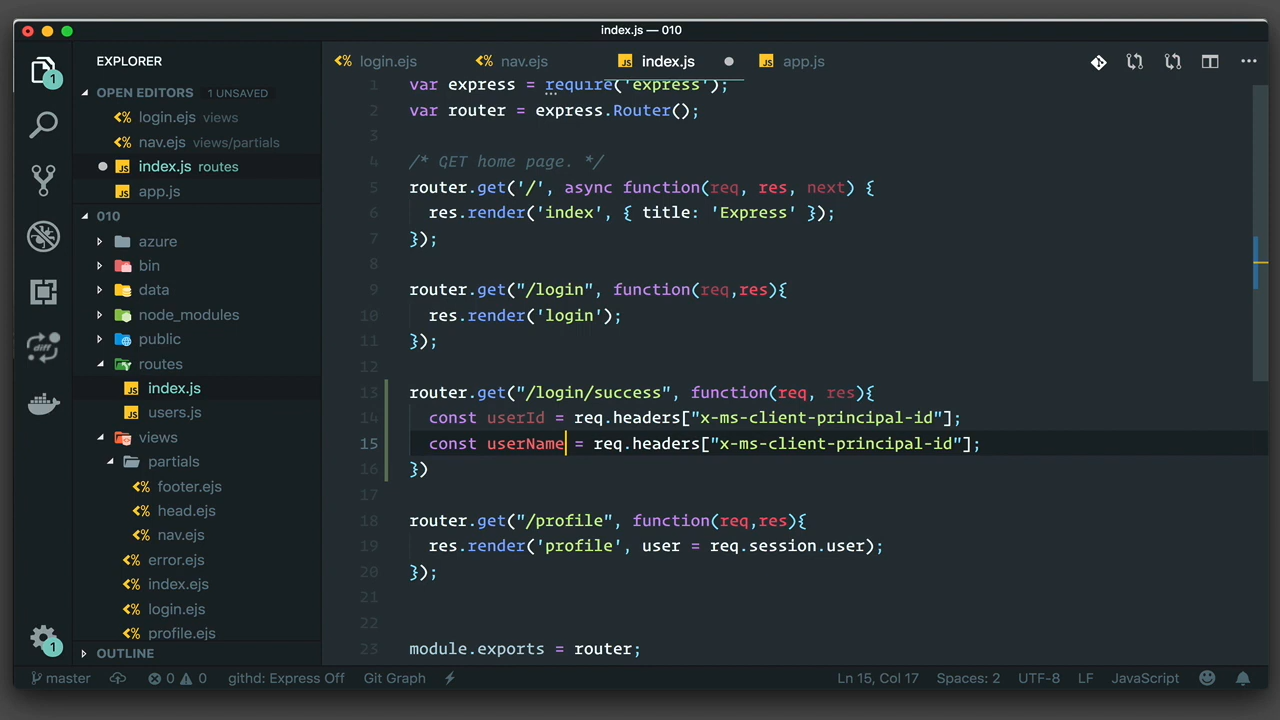 index.js — 010
EXPLORER
OPEN EDITORS 1 UNSAVED
login.ejs views
nav.ejs views/partials
index.js routes
app.js
010
azure
bin
data
node_modules
public
routes
index.js
users.js
views
partials
footer.ejs
head.ejs
nav.ejs
error.ejs
index.ejs
login.ejs
profile.ejs
OUTLINE
1
1
diff
login.ejs nav.ejs index.js app.js
1 var express = require('express');
2 var router = express.Router();
3
4 /* GET home page. */
5 router.get('/', async function(req, res, next) {
6 res.render('index', { title: 'Express' });
7 });
8
9 router.get("/login", function(req,res){
10 res.render('login');
11 });
12
13 router.get("/login/success", function(req, res){
14 const userId = req.headers["x-ms-client-principal-id"];
15 const userName = req.headers["x-ms-client-principal-id"];
16 })
17
18 router.get("/profile", function(req,res){
19 res.render('profile', user = req.session.user);
20 });
21
22
23 module.exports = router;
master 0 0 githd: Express Off Git Graph Ln 15, Col 17 Spaces: 2 UTF-8 LF JavaScript